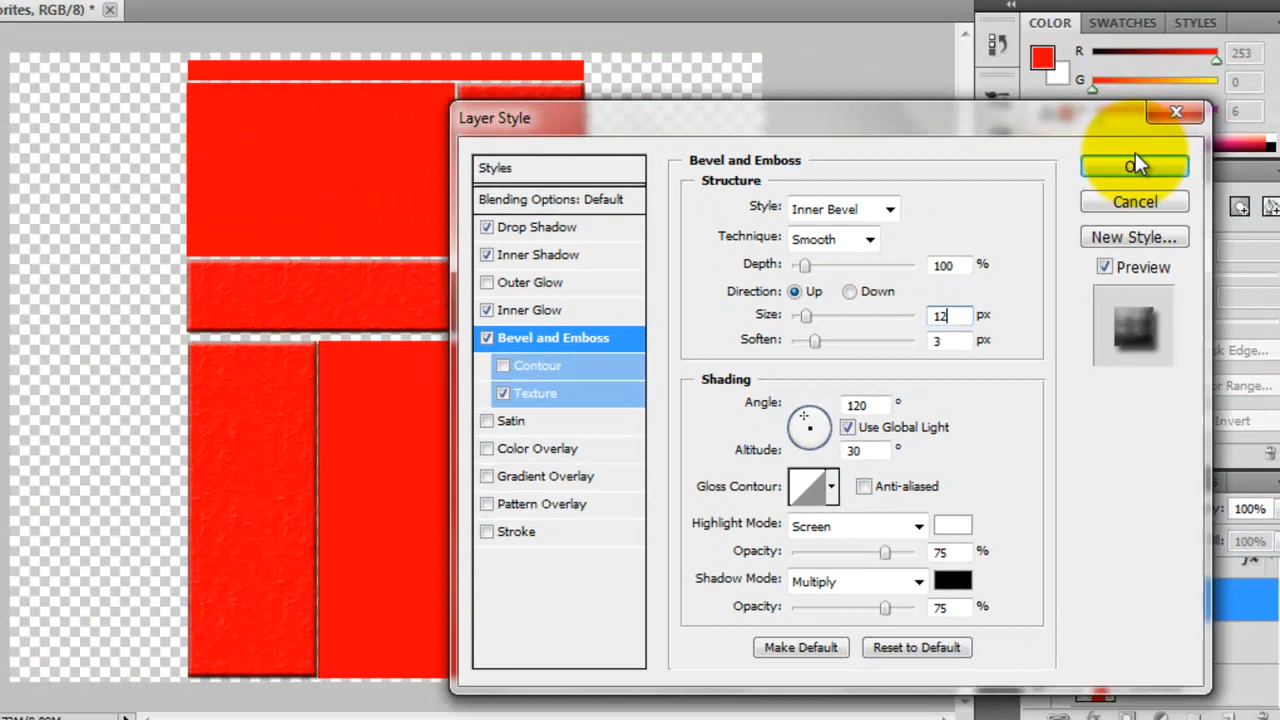 orites, RGB/8) *
COLOR SWATCHES STYLES
R 253
G 0
6
Layer Style
Styles
Blending Options: Default
Drop Shadow
Inner Shadow
Outer Glow
Inner Glow
Bevel and Emboss
Contour
Texture
Satin
Color Overlay
Gradient Overlay
Pattern Overlay
Stroke
Bevel and Emboss
Structure
Style: Inner Bevel
Technique: Smooth
Depth: 100 %
Direction: Up Down
Size: 12 px
Soften: 3 px
Shading
Angle: 120 °
Use Global Light
Altitude: 30 °
Gloss Contour: Anti-aliased
Highlight Mode: Screen
Opacity: 75 %
Shadow Mode: Multiply
Opacity: 75 %
Make Default Reset to Default
Cancel
New Style...
Preview
k Edge...
r Range...
Invert
100%
100%